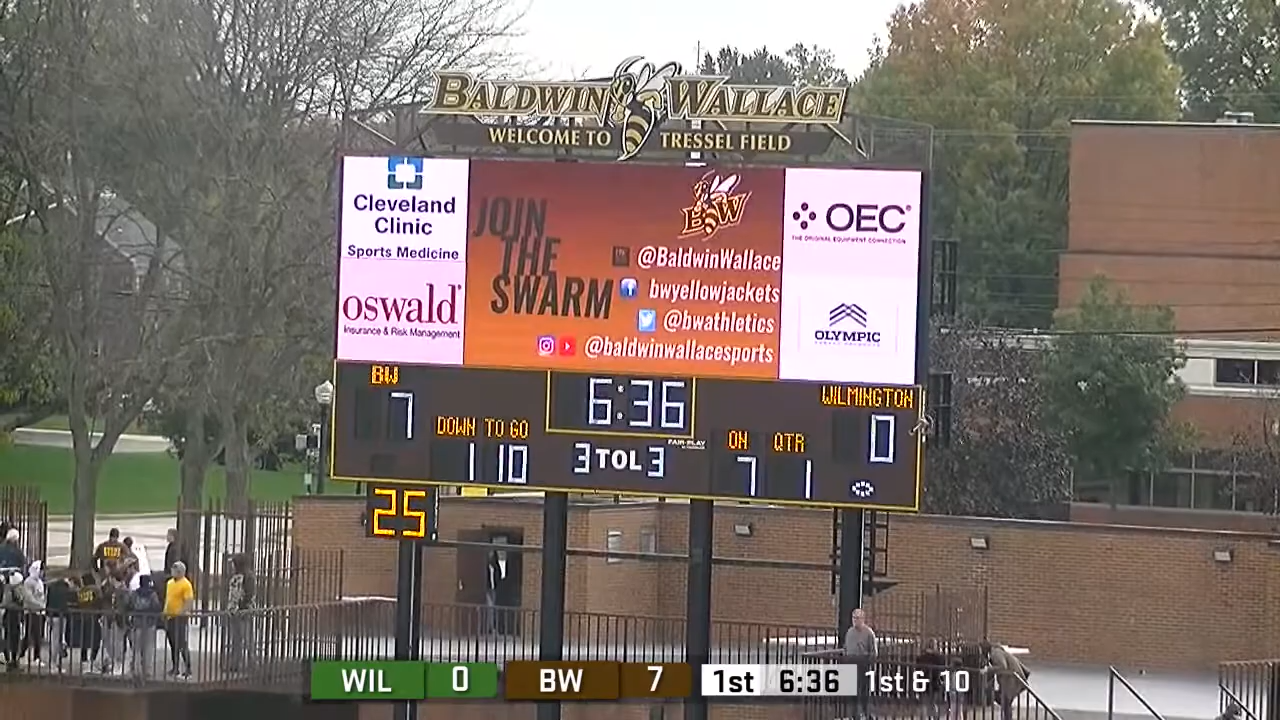 BALDWIN WALLACE
WELCOME TO TRESSEL FIELD
Cleveland
Clinic
Sports Medicine
oswald
Insurance & Risk Management
JOIN
THE
SWARM
BW
@BaldwinWallace
bwyellowjackets
@bwathletics
@baldwinwallacesports
OEC
THE ORIGINAL EQUIPMENT CONNECTION
OLYMPIC
BW
7
6:36
WILMINGTON
0
DOWN TO GO
1 10
FAIR-PLAY
3 TOL 3
ON QTR
7 1
25
WIL 0 BW 7 1st 6:36 1st & 10